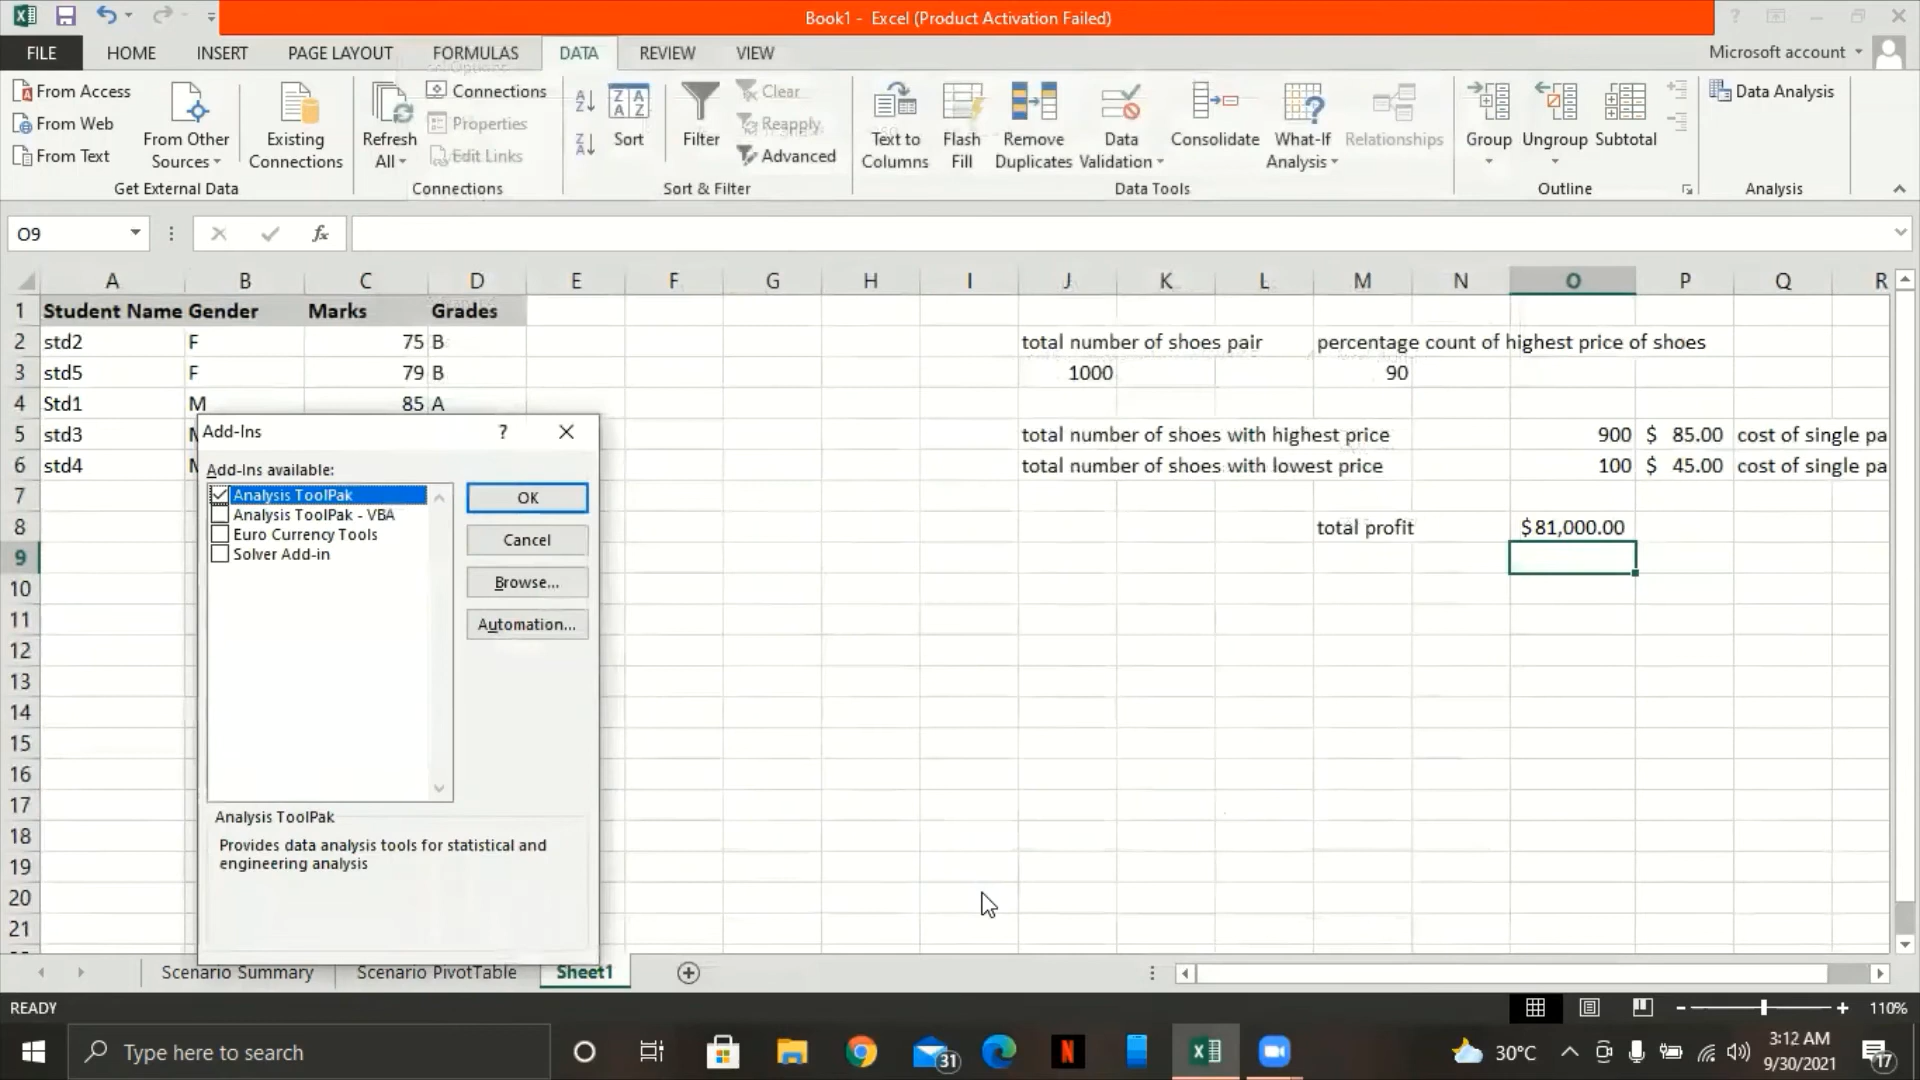 Book1 - Excel (Product Activation Failed)
FILE HOME INSERT PAGE LAYOUT FORMULAS DATA REVIEW VIEW Microsoft account
From Access
From Web
From Text
From Other Sources
Existing Connections
Get External Data
Refresh All
Connections
Properties
Edit Links
Connections
Sort
Filter
Clear
Reapply
Advanced
Sort & Filter
Text to Columns
Flash Fill
Remove Duplicates
Data Validation
Consolidate
What-If Analysis
Relationships
Data Tools
Group
Ungroup
Subtotal
Outline
Data Analysis
Analysis
O9 fx
A B C D E F G H I J K L M N O P Q R
1 Student Name Gender Marks Grades
2 std2 F 75 B total number of shoes pair percentage count of highest price of shoes
3 std5 F 79 B 1000 90
4 Std1 M 85 A
5 std3 total number of shoes with highest price 900 $ 85.00 cost of single pa
6 std4 total number of shoes with lowest price 100 $ 45.00 cost of single pa
7
8 total profit $81,000.00
9
10
11
12
13
14
15
16
17
18
19
20
21
Add-Ins ?
Add-Ins available:
Analysis ToolPak
Analysis ToolPak - VBA
Euro Currency Tools
Solver Add-in
OK
Cancel
Browse...
Automation...
Analysis ToolPak
Provides data analysis tools for statistical and
engineering analysis
Scenario Summary Scenario PivotTable Sheet1
READY 110%
Type here to search
31
30°C
3:12 AM
9/30/2021
17